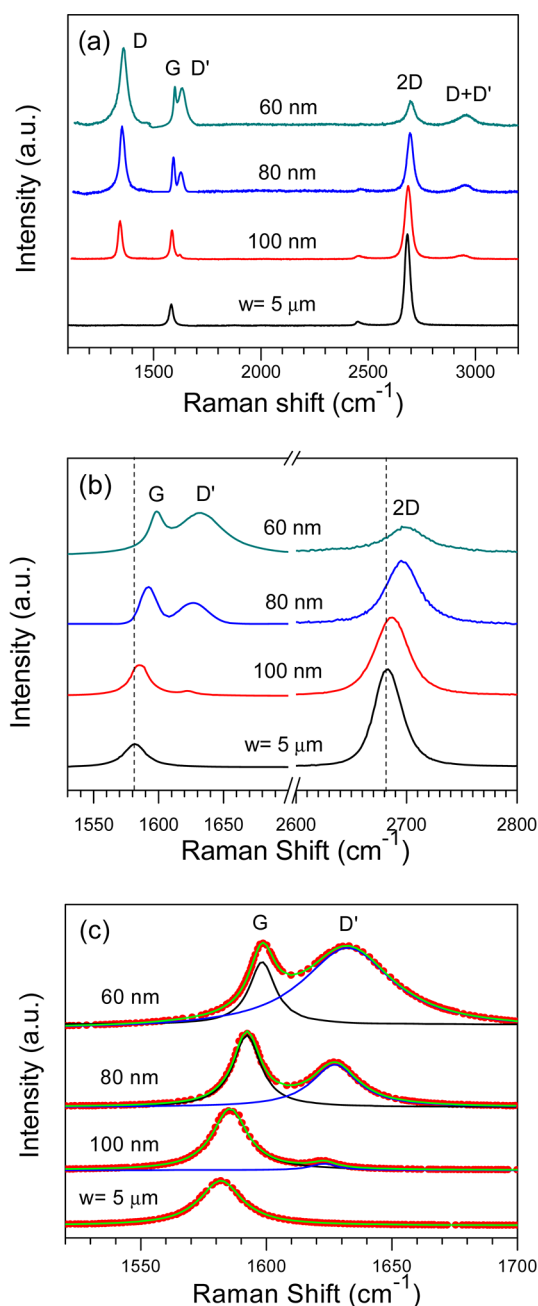 (a)
D
G D'
2D
D+D'
60 nm
80 nm
100 nm
w= 5 μm
Intensity (a.u.)
1500 2000 2500 3000
Raman shift (cm-1)
(b)
G D'
2D
60 nm
80 nm
100 nm
w= 5 μm
Intensity (a.u.)
1550 1600 1650 2600 2700 2800
Raman Shift (cm-1)
(c)
G D'
60 nm
80 nm
100 nm
w= 5 μm
Intensity (a.u.)
1550 1600 1650 1700
Raman Shift (cm-1)